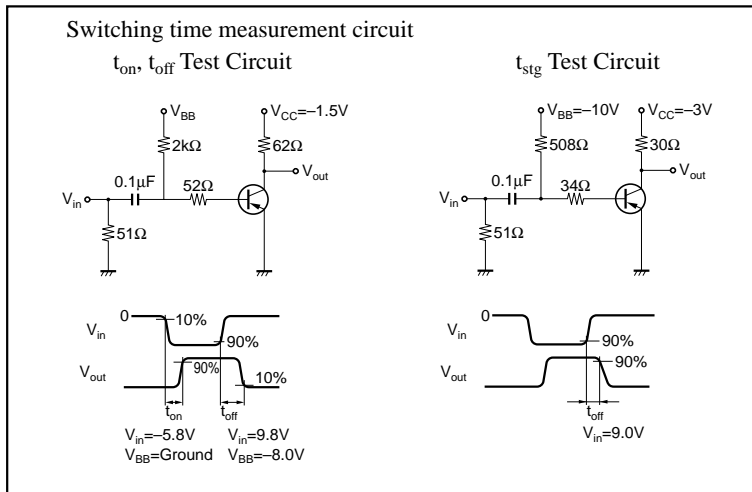 Switching time measurement circuit
ton, toff Test Circuit
VBB
VCC=–1.5V
2kΩ
62Ω
Vout
0.1µF
52Ω
Vin
51Ω
0
10%
Vin
90%
Vout
90%
10%
ton
toff
Vin=–5.8V
VBB=Ground
Vin=9.8V
VBB=–8.0V
tstg Test Circuit
VBB=–10V
VCC=–3V
508Ω
30Ω
Vout
0.1µF
34Ω
Vin
51Ω
0
Vin
90%
90%
Vout
toff
Vin=9.0V